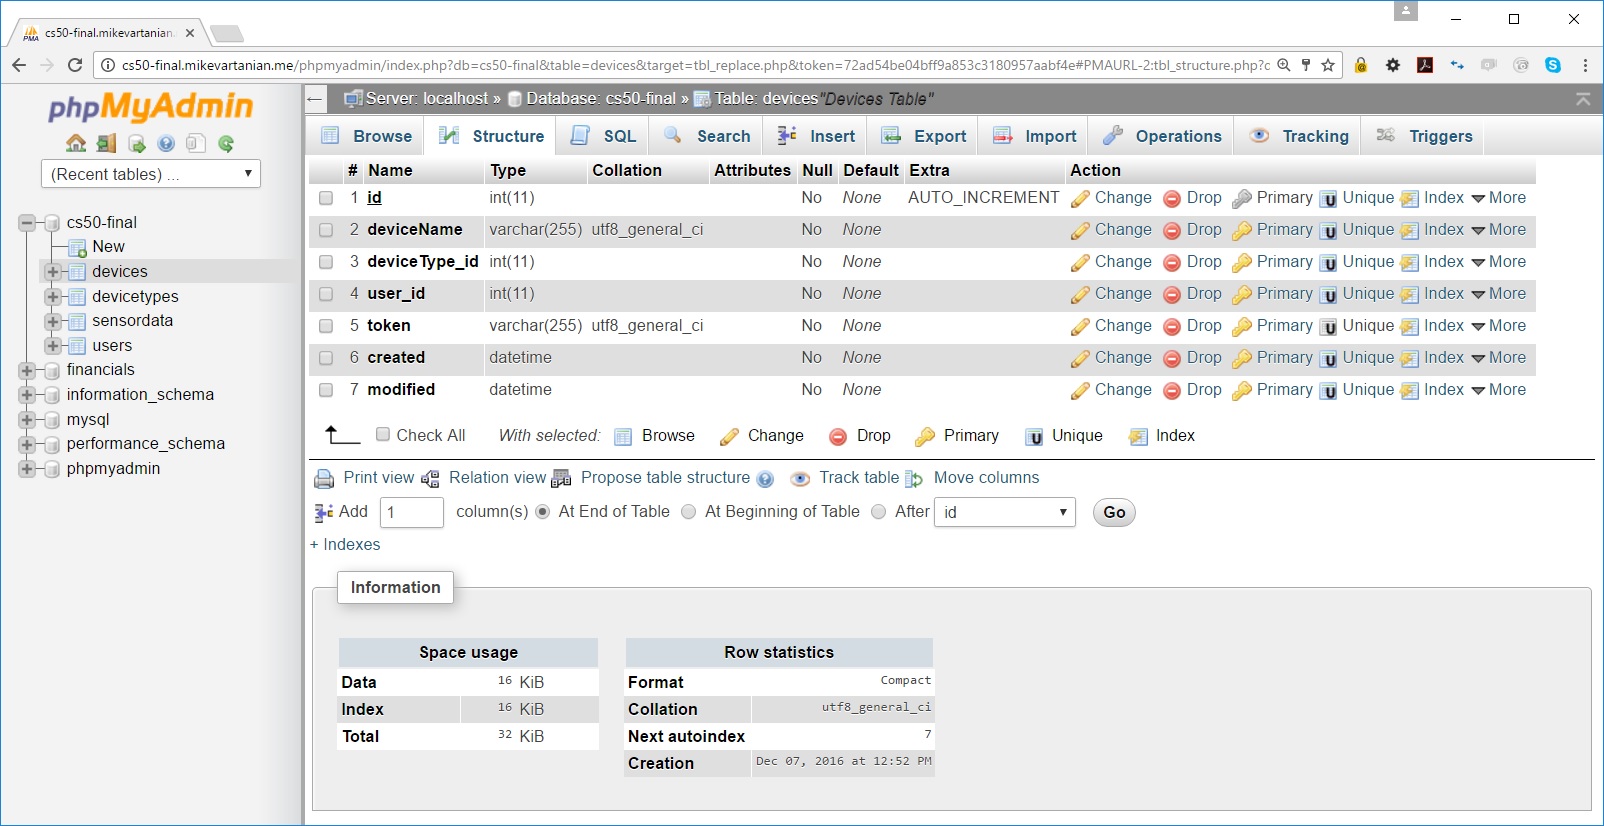 cs50-final.mikevartanian.
cs50-final.mikevartanian.me/phpmyadmin/index.php?db=cs50-final&table=devices&target=tbl_replace.php&token=72ad54be04bff9a853c3180957aabf4e#PMAURL-2:tbl_structure.php?c
phpMyAdmin
(Recent tables) ...
cs50-final
New
devices
devicetypes
sensordata
users
financials
information_schema
mysql
performance_schema
phpmyadmin
Server: localhost » Database: cs50-final » Table: devices "Devices Table"
Browse Structure SQL Search Insert Export Import Operations Tracking Triggers
# Name Type Collation Attributes Null Default Extra Action
1 id int(11) No None AUTO_INCREMENT Change Drop Primary Unique Index More
2 deviceName varchar(255) utf8_general_ci No None Change Drop Primary Unique Index More
3 deviceType_id int(11) No None Change Drop Primary Unique Index More
4 user_id int(11) No None Change Drop Primary Unique Index More
5 token varchar(255) utf8_general_ci No None Change Drop Primary Unique Index More
6 created datetime No None Change Drop Primary Unique Index More
7 modified datetime No None Change Drop Primary Unique Index More
Check All With selected: Browse Change Drop Primary Unique Index
Print view Relation view Propose table structure Track table Move columns
Add 1 column(s) At End of Table At Beginning of Table After id Go
+ Indexes
Information
Space usage
Data 16 KiB
Index 16 KiB
Total 32 KiB
Row statistics
Format Compact
Collation utf8_general_ci
Next autoindex 7
Creation Dec 07, 2016 at 12:52 PM